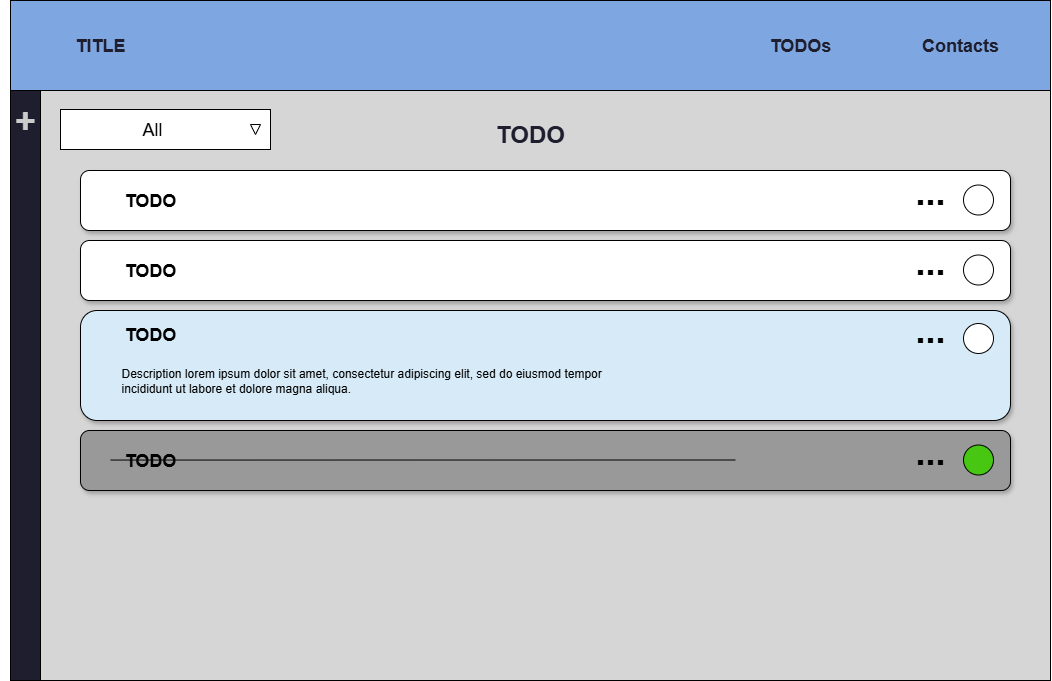 TITLE
TODOs
Contacts
+
All
TODO
TODO
...
TODO
...
TODO
...
Description lorem ipsum dolor sit amet, consectetur adipiscing elit, sed do eiusmod tempor
incididunt ut labore et dolore magna aliqua.
TODO
...